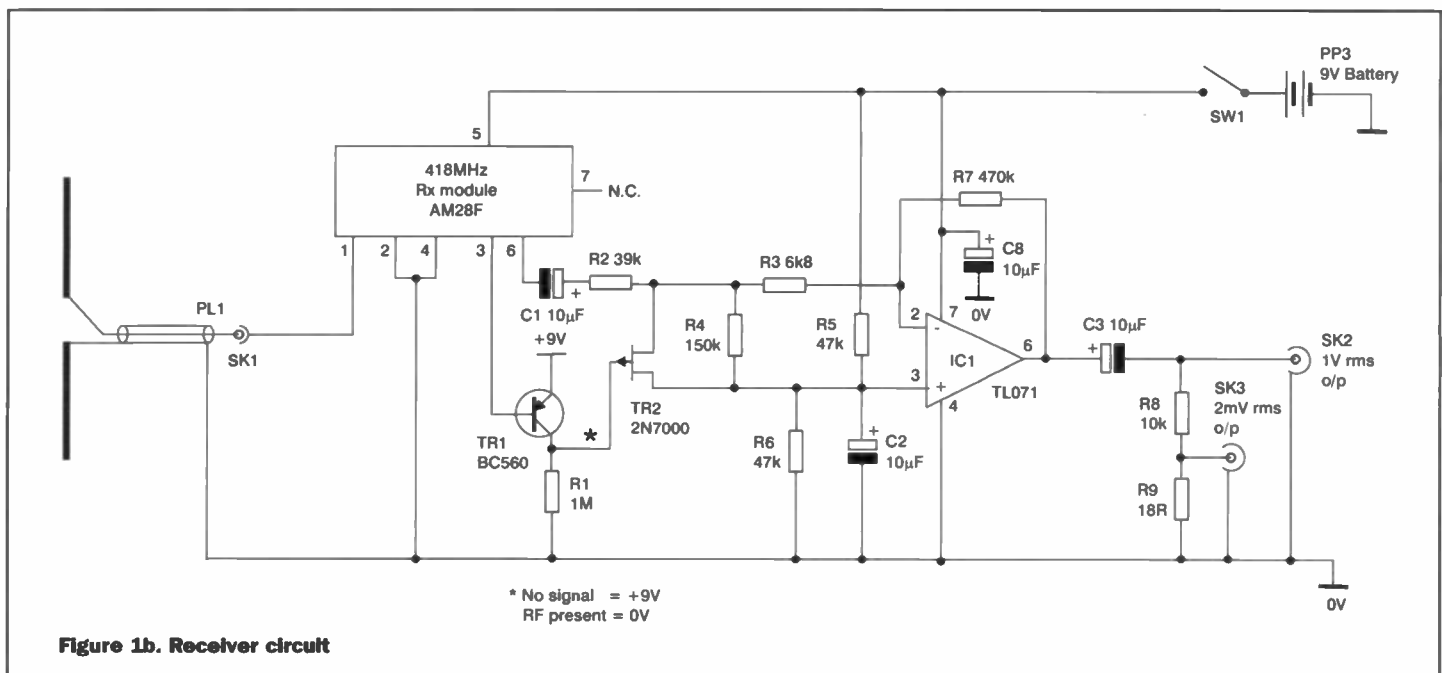 PP3
9V Battery
SW1
5
418MHz
Rx module
AM28F
7
N.C.
1
2
4
3
6
R7 470k
+
C8
10µF
0V
R2 39k
R3 6k8
+
C1 10µF
+9V
R4
150k
R5
47k
2
7
-
IC1
6
3
+
4
TL071
C3 10µF
+
SK2
1V rms
o/p
SK3
2mV rms
o/p
PL1
SK1
TR2
2N7000
*
TR1
BC560
R1
1M
R6
47k
+
C2
10µF
R8
10k
R9
18R
* No signal = +9V
RF present = 0V
0V
Figure 1b. Receiver circuit